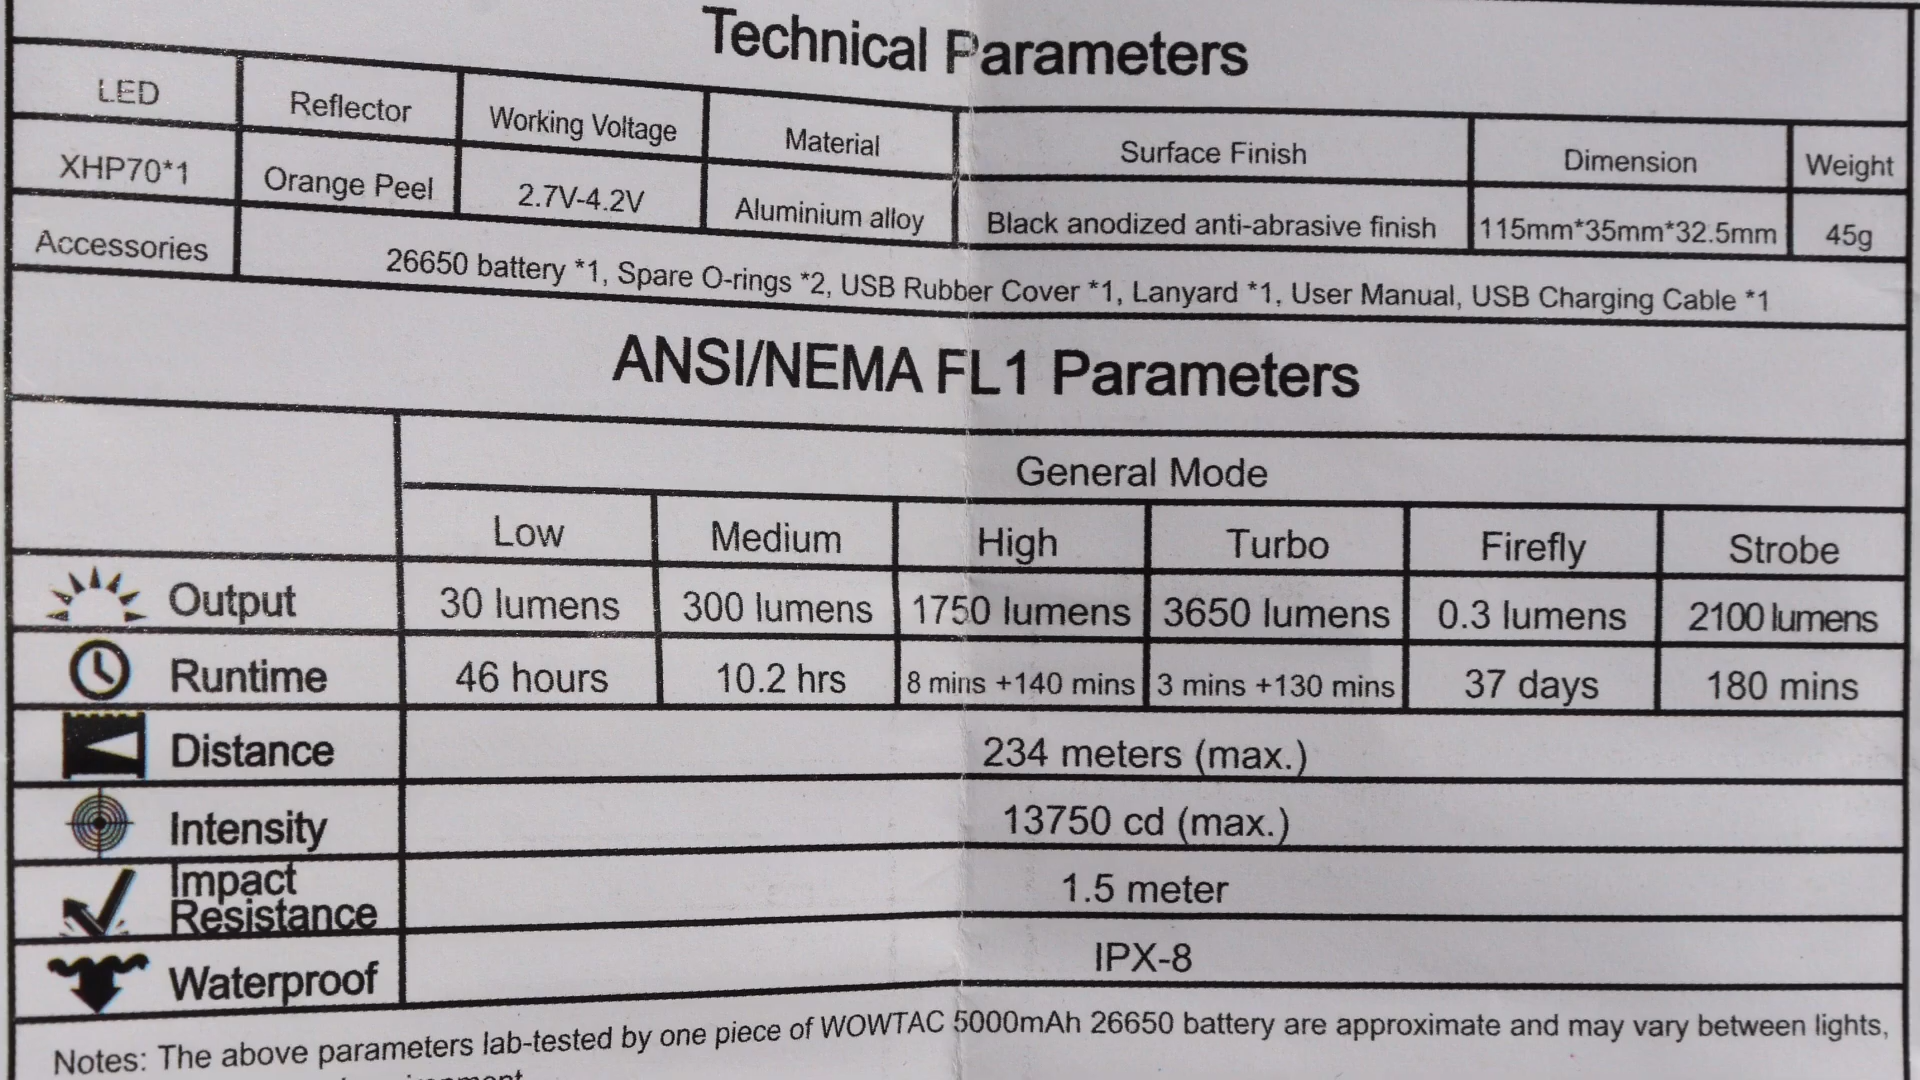 Technical Parameters
LED Reflector Working Voltage Material Surface Finish Dimension Weight
XHP70*1 Orange Peel 2.7V-4.2V Aluminium alloy Black anodized anti-abrasive finish 115mm*35mm*32.5mm 45g
Accessories 26650 battery *1, Spare O-rings *2, USB Rubber Cover *1, Lanyard *1, User Manual, USB Charging Cable *1
ANSI/NEMA FL1 Parameters
General Mode
Low Medium High Turbo Firefly Strobe
Output 30 lumens 300 lumens 1750 lumens 3650 lumens 0.3 lumens 2100 lumens
Runtime 46 hours 10.2 hrs 8 mins +140 mins 3 mins +130 mins 37 days 180 mins
Distance 234 meters (max.)
Intensity 13750 cd (max.)
Impact
Resistance 1.5 meter
Waterproof IPX-8
Notes: The above parameters lab-tested by one piece of WOWTAC 5000mAh 26650 battery are approximate and may vary between lights,